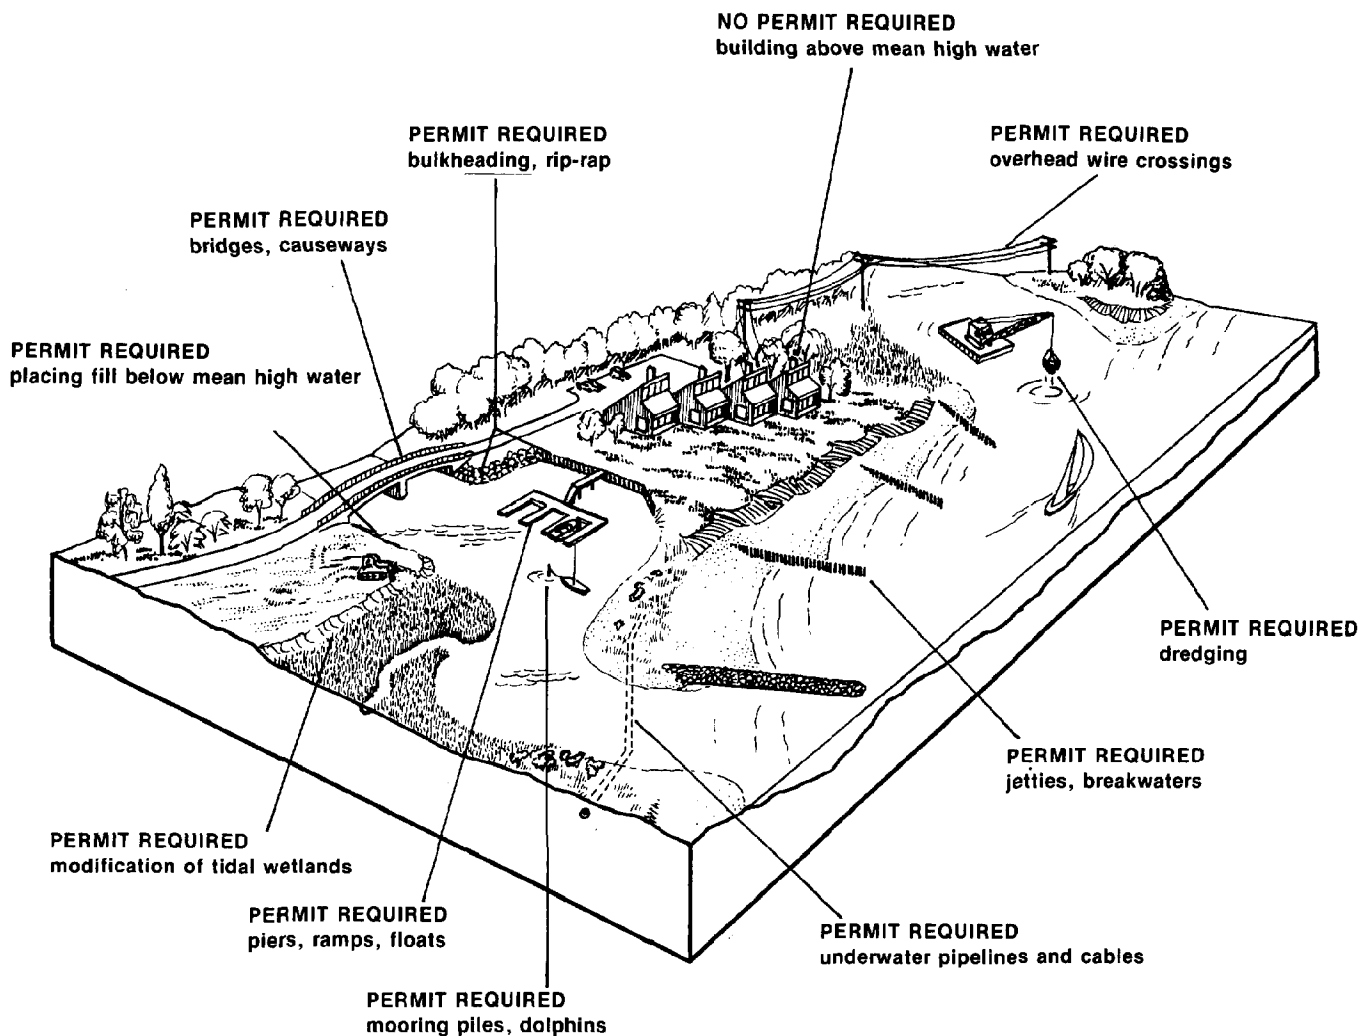 NO PERMIT REQUIRED
building above mean high water
PERMIT REQUIRED
bulkheading, rip-rap
PERMIT REQUIRED
overhead wire crossings
PERMIT REQUIRED
bridges, causeways
PERMIT REQUIRED
placing fill below mean high water
PERMIT REQUIRED
dredging
PERMIT REQUIRED
jetties, breakwaters
PERMIT REQUIRED
modification of tidal wetlands
PERMIT REQUIRED
piers, ramps, floats
PERMIT REQUIRED
underwater pipelines and cables
PERMIT REQUIRED
mooring piles, dolphins